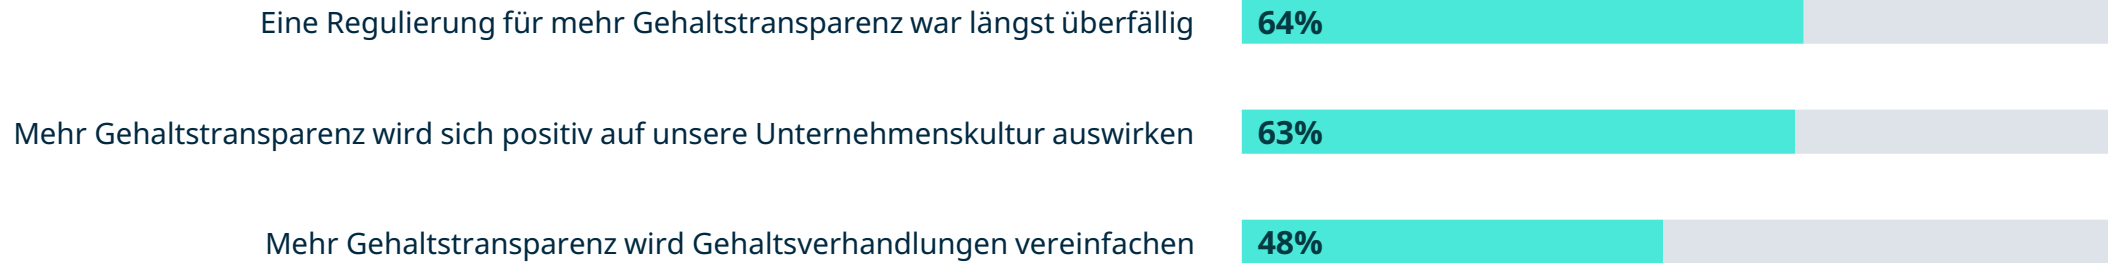 Eine Regulierung für mehr Gehaltstransparenz war längst überfällig 64%
Mehr Gehaltstransparenz wird sich positiv auf unsere Unternehmenskultur auswirken 63%
Mehr Gehaltstransparenz wird Gehaltsverhandlungen vereinfachen 48%